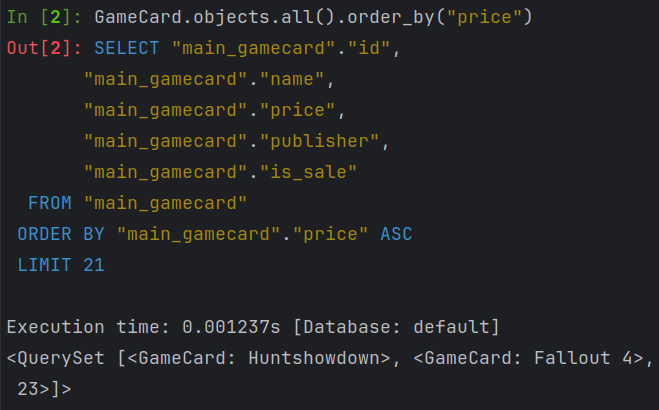 In [2]: GameCard.objects.all().order_by("price")
Out[2]: SELECT "main_gamecard"."id",
       "main_gamecard"."name",
       "main_gamecard"."price",
       "main_gamecard"."publisher",
       "main_gamecard"."is_sale"
  FROM "main_gamecard"
 ORDER BY "main_gamecard"."price" ASC
 LIMIT 21
Execution time: 0.001237s [Database: default]
<QuerySet [<GameCard: Huntshowdown>, <GameCard: Fallout 4>,
 23>]>